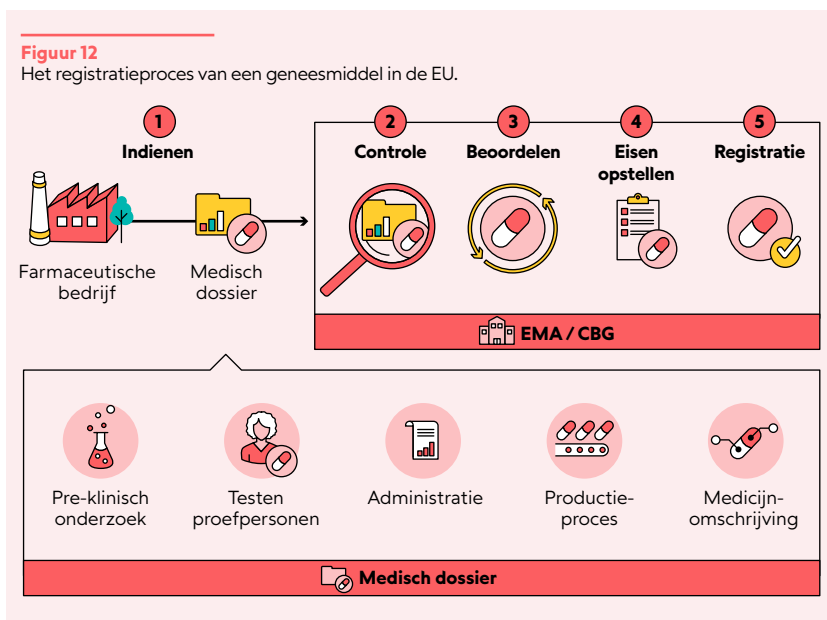 Figuur 12
Het registratieproces van een geneesmiddel in de EU.
1
Indienen
2
Controle
3
Beoordelen
4
Eisen
opstellen
5
Registratie
Farmaceutische
bedrijf
Medisch
dossier
EMA / CBG
Pre-klinisch
onderzoek
Testen
proefpersonen
Administratie
Productie-
proces
Medicijn-
omschrijving
Medisch dossier